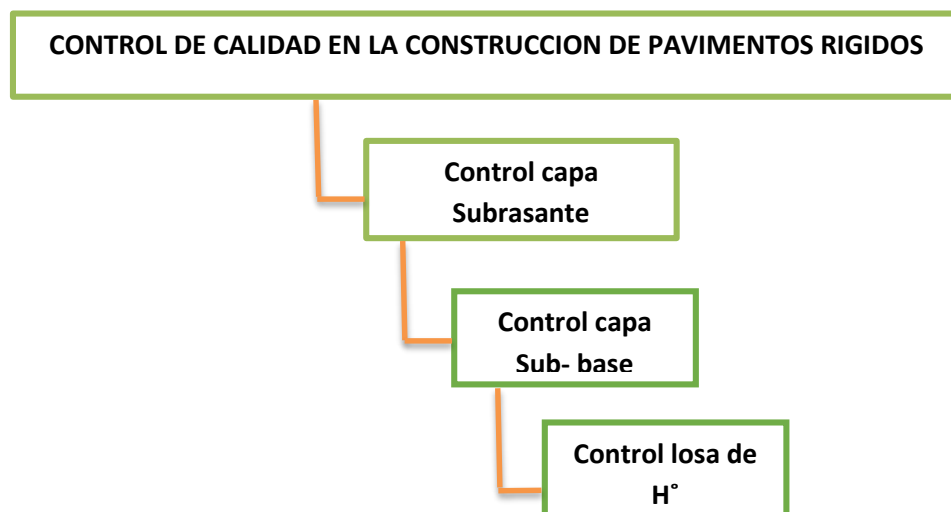 CONTROL DE CALIDAD EN LA CONSTRUCCION DE PAVIMENTOS RIGIDOS
Control capa
Subrasante
Control capa
Sub- base
Control losa de
H°